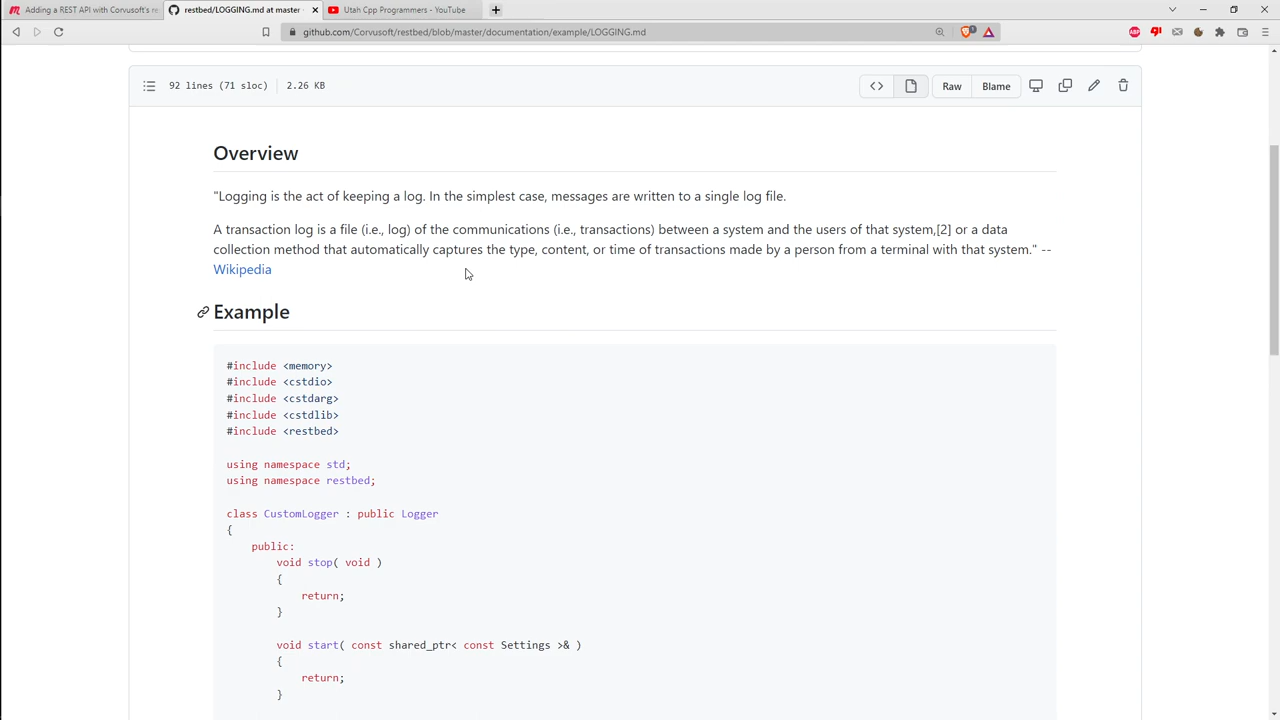 Adding a REST API with Corvusoft's re
restbed/LOGGING.md at master
Utah Cpp Programmers - YouTube
github.com/Corvusoft/restbed/blob/master/documentation/example/LOGGING.md
92 lines (71 sloc) 2.26 KB
Raw Blame
Overview
"Logging is the act of keeping a log. In the simplest case, messages are written to a single log file.
A transaction log is a file (i.e., log) of the communications (i.e., transactions) between a system and the users of that system,[2] or a data
collection method that automatically captures the type, content, or time of transactions made by a person from a terminal with that system." --
Wikipedia
Example
#include <memory>
#include <cstdio>
#include <cstdarg>
#include <cstdlib>
#include <restbed>
using namespace std;
using namespace restbed;
class CustomLogger : public Logger
{
public:
void stop( void )
{
return;
}
void start( const shared_ptr< const Settings >& )
{
return;
}